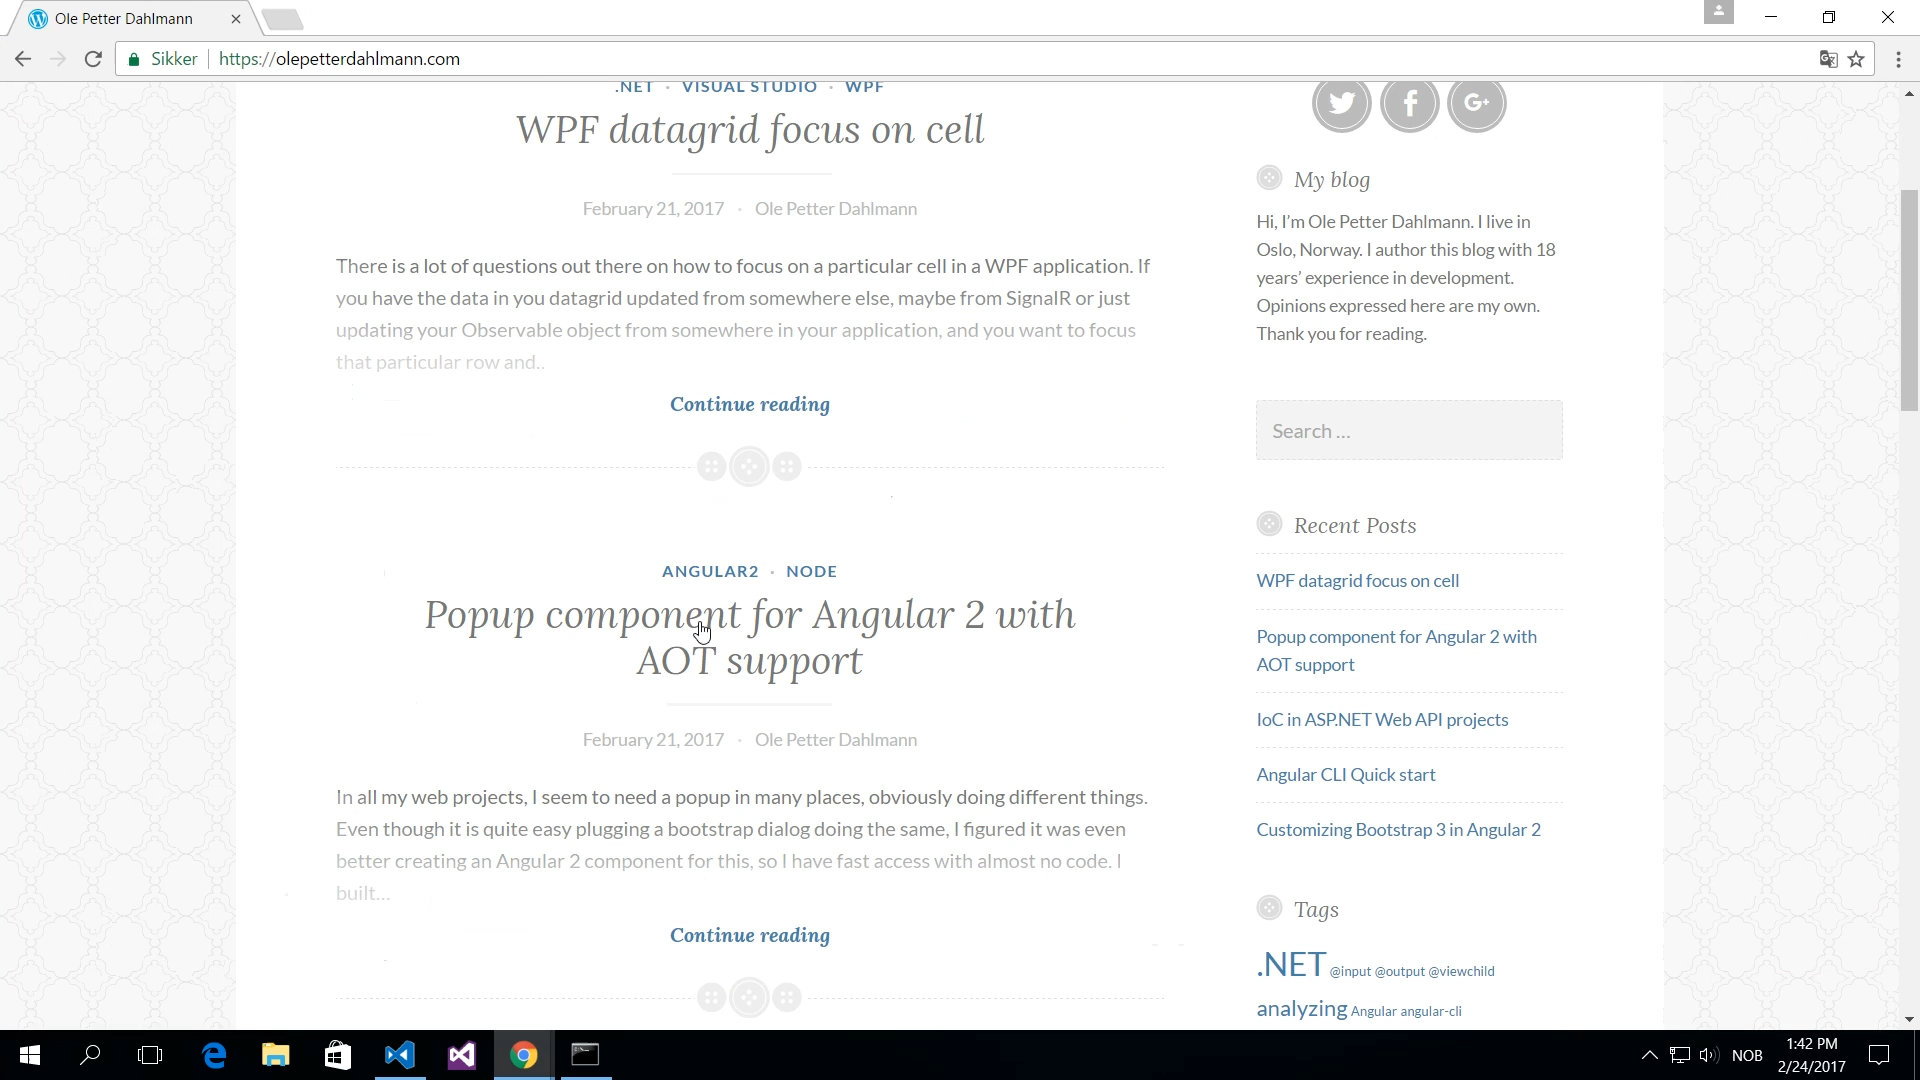 Ole Petter Dahlmann
Sikker https://olepetterdahlmann.com
.NET · VISUAL STUDIO · WPF
WPF datagrid focus on cell
February 21, 2017 · Ole Petter Dahlmann
There is a lot of questions out there on how to focus on a particular cell in a WPF application. If
you have the data in you datagrid updated from somewhere else, maybe from SignalR or just
updating your Observable object from somewhere in your application, and you want to focus
that particular row and..
Continue reading
ANGULAR2 · NODE
Popup component for Angular 2 with
AOT support
February 21, 2017 · Ole Petter Dahlmann
In all my web projects, I seem to need a popup in many places, obviously doing different things.
Even though it is quite easy plugging a bootstrap dialog doing the same, I figured it was even
better creating an Angular 2 component for this, so I have fast access with almost no code. I
built...
Continue reading
My blog
Hi, I'm Ole Petter Dahlmann. I live in
Oslo, Norway. I author this blog with 18
years' experience in development.
Opinions expressed here are my own.
Thank you for reading.
Search ...
Recent Posts
WPF datagrid focus on cell
Popup component for Angular 2 with
AOT support
IoC in ASP.NET Web API projects
Angular CLI Quick start
Customizing Bootstrap 3 in Angular 2
Tags
.NET @input @output @viewchild
analyzing Angular angular-cli
NOB
1:42 PM
2/24/2017